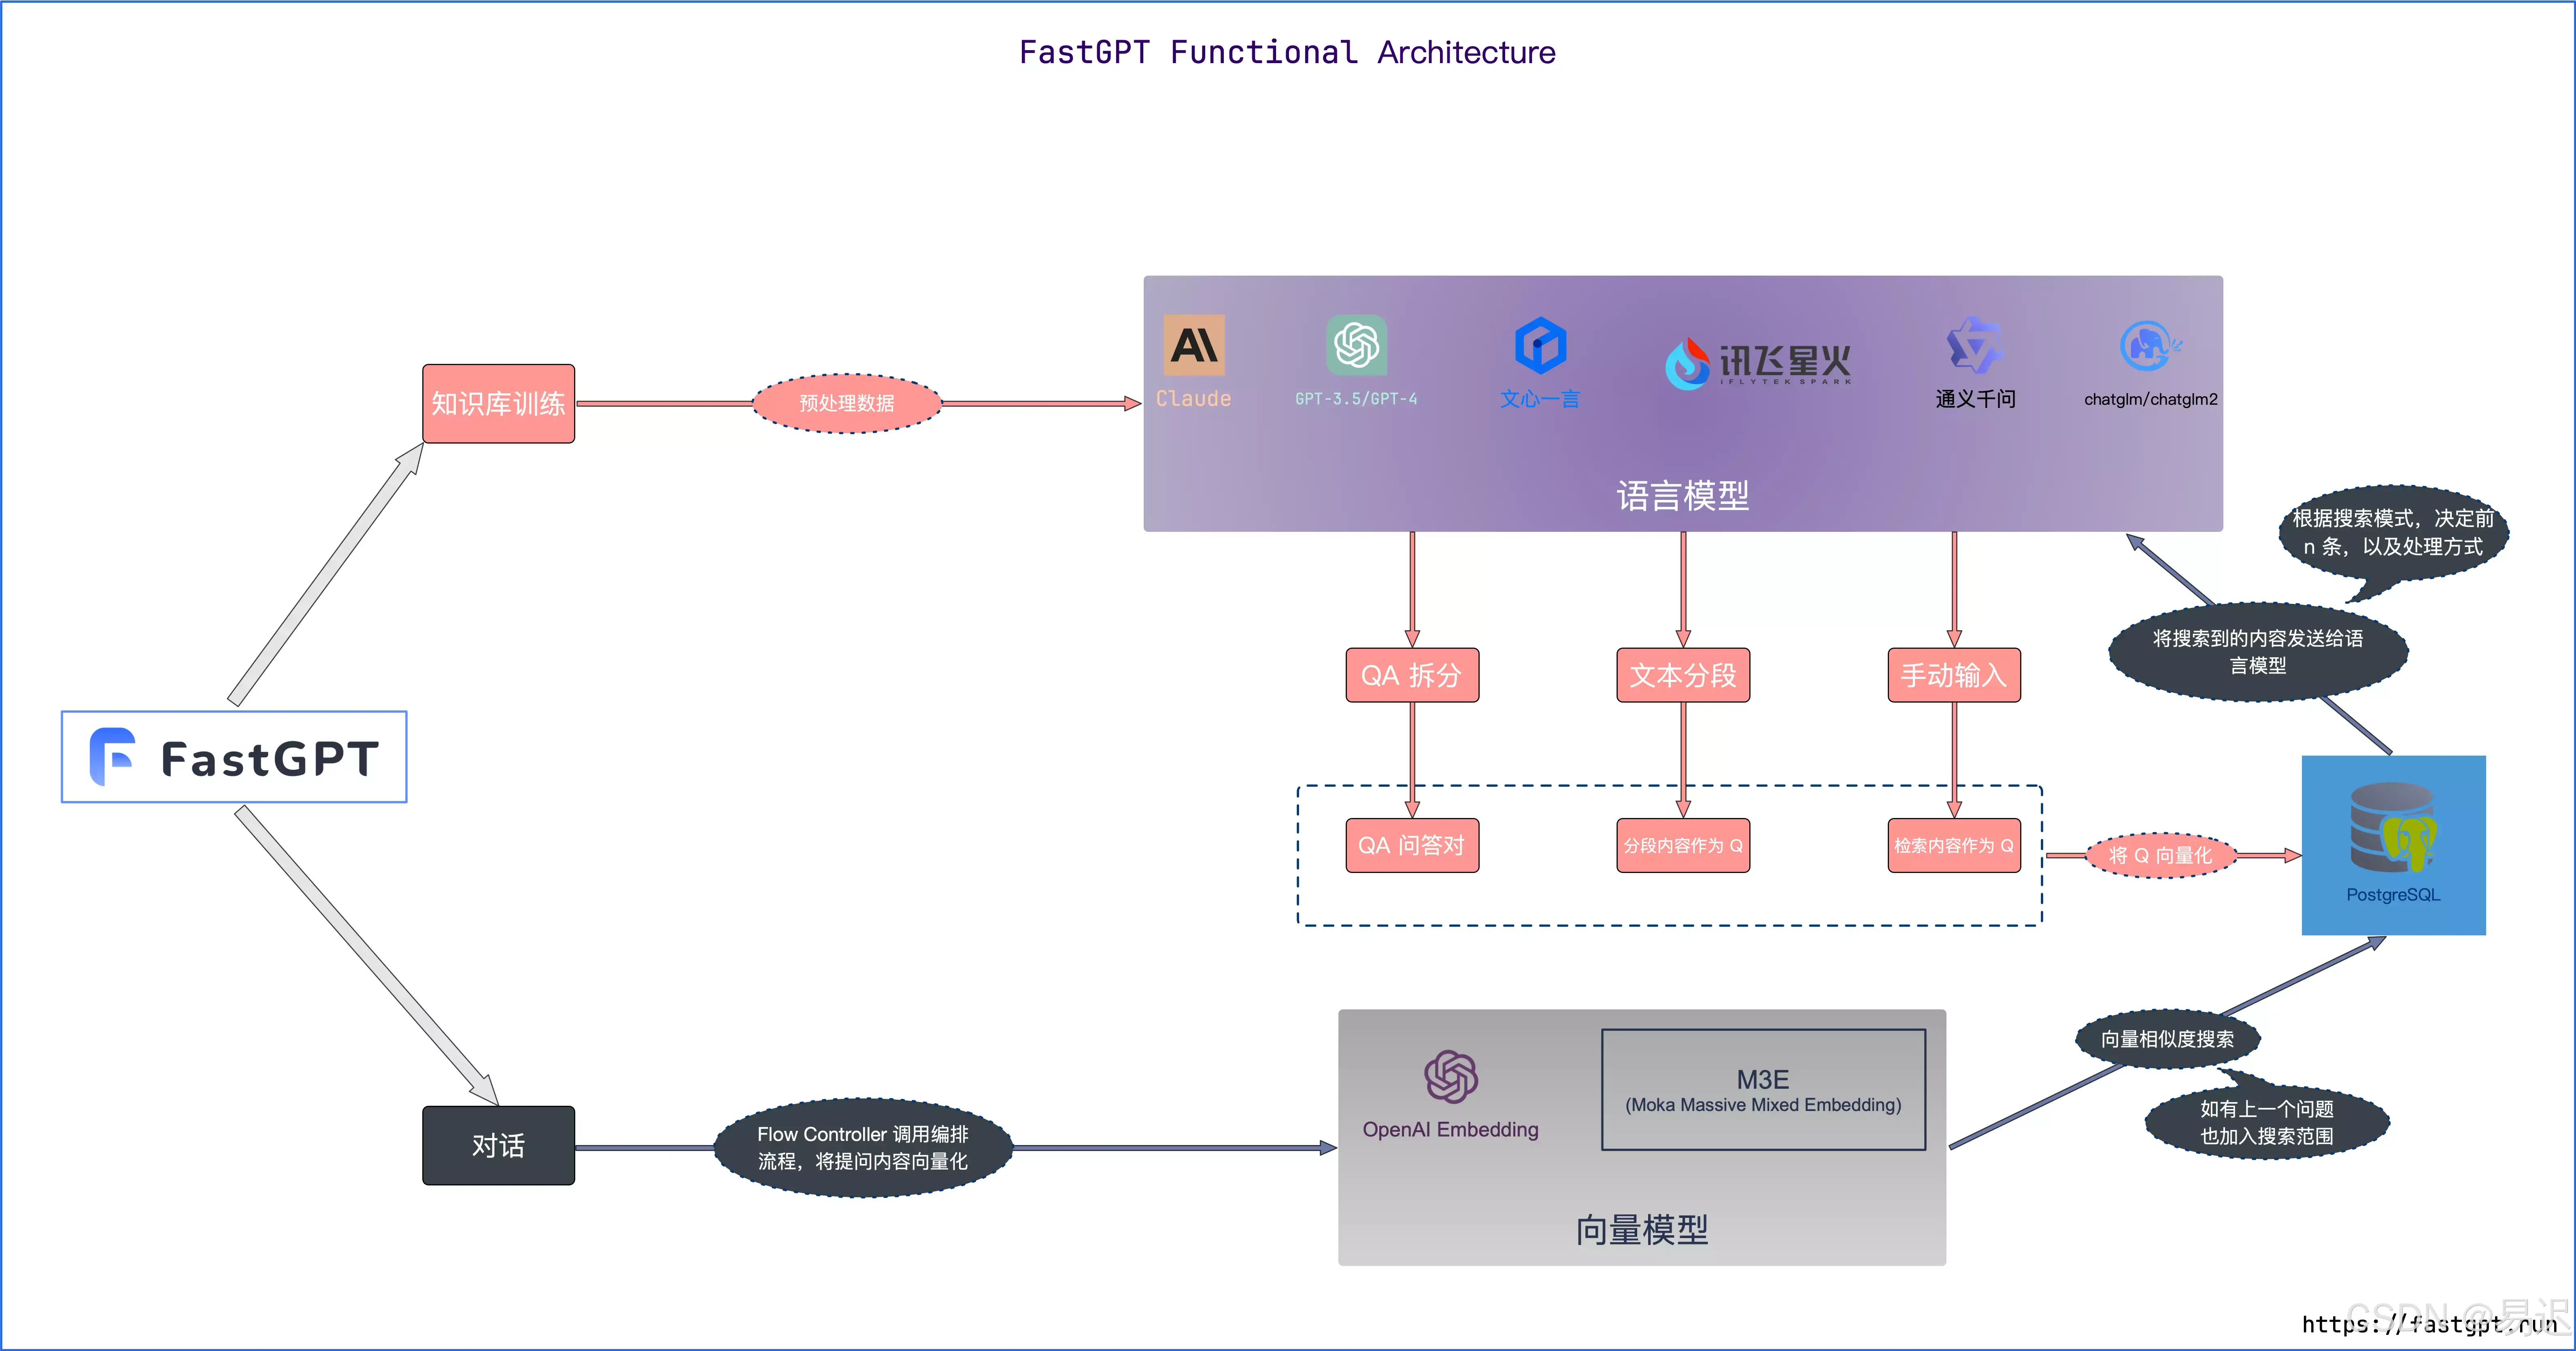 FastGPT Functional Architecture
Claude
GPT-3.5/GPT-4
文心一言
讯飞星火
IFLYTEK SPARK
通义千问
chatglm/chatglm2
语言模型
知识库训练
预处理数据
根据搜索模式，决定前
n 条，以及处理方式
将搜索到的内容发送给语
言模型
QA 拆分
文本分段
手动输入
FastGPT
QA 问答对
分段内容作为 Q
检索内容作为 Q
将 Q 向量化
PostgreSQL
对话
Flow Controller 调用编排
流程，将提问内容向量化
OpenAI Embedding
M3E
(Moka Massive Mixed Embedding)
向量模型
向量相似度搜索
如有上一个问题
也加入搜索范围
CSDN @易迟
https://fastgpt.run